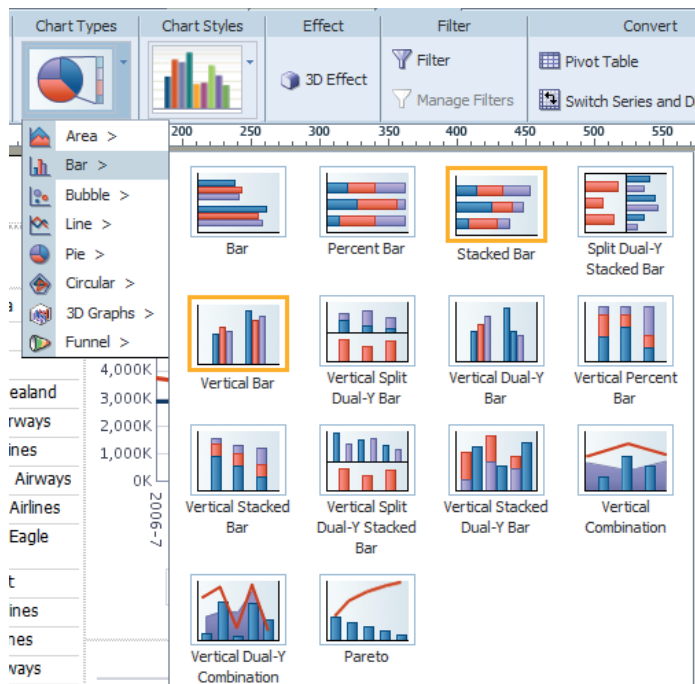 Chart Types
Chart Styles
Effect
Filter
Convert
3D Effect
Filter
Manage Filters
Pivot Table
Switch Series and D
200 250 300 350 400 450 500 550
Area >
Bar >
Bubble >
Line >
Pie >
Circular >
3D Graphs >
Funnel >
Bar
Percent Bar
Stacked Bar
Split Dual-Y
Stacked Bar
Vertical Bar
Vertical Split
Dual-Y Bar
Vertical Dual-Y
Bar
Vertical Percent
Bar
Vertical Stacked
Bar
Vertical Split
Dual-Y Stacked
Bar
Vertical Stacked
Dual-Y Bar
Vertical
Combination
Vertical Dual-Y
Combination
Pareto
a
ealand
rways
ines
Airways
Airlines
Eagle
t
ines
nes
ways
4,000K
3,000K
2,000K
1,000K
0K
2006-7